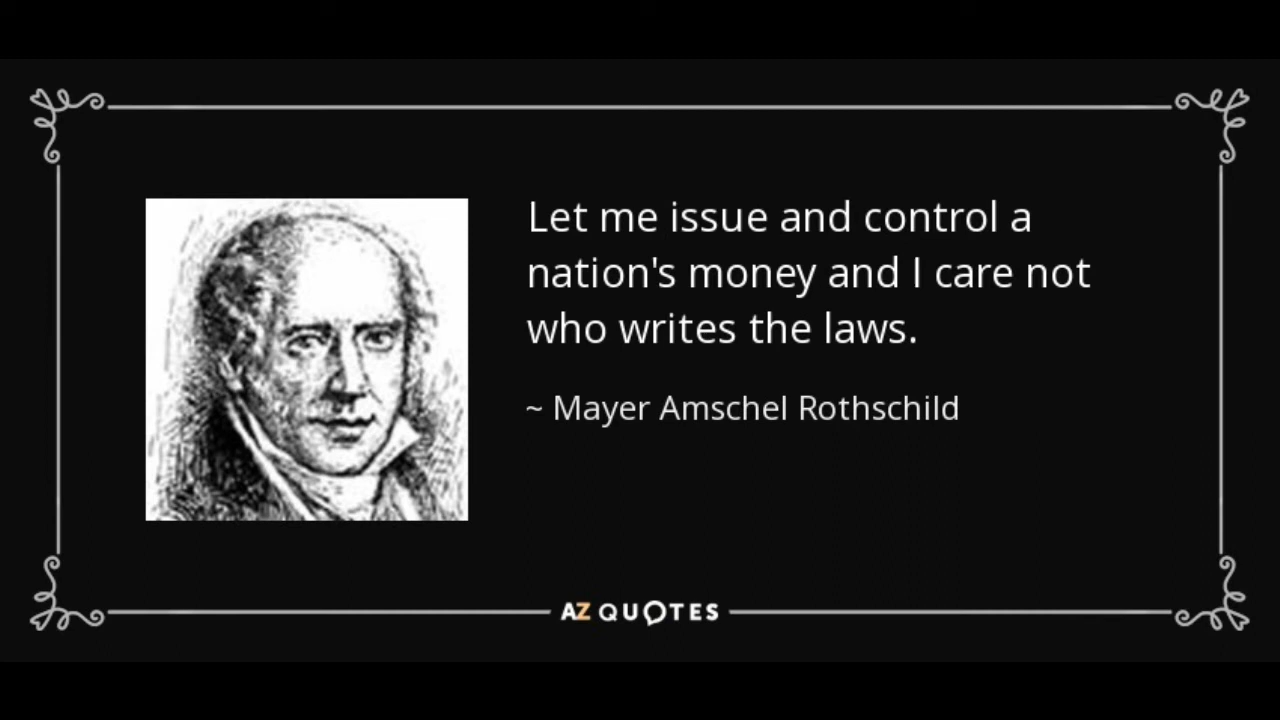 Let me issue and control a
nation's money and I care not
who writes the laws.
~ Mayer Amschel Rothschild
AZ QUOTES